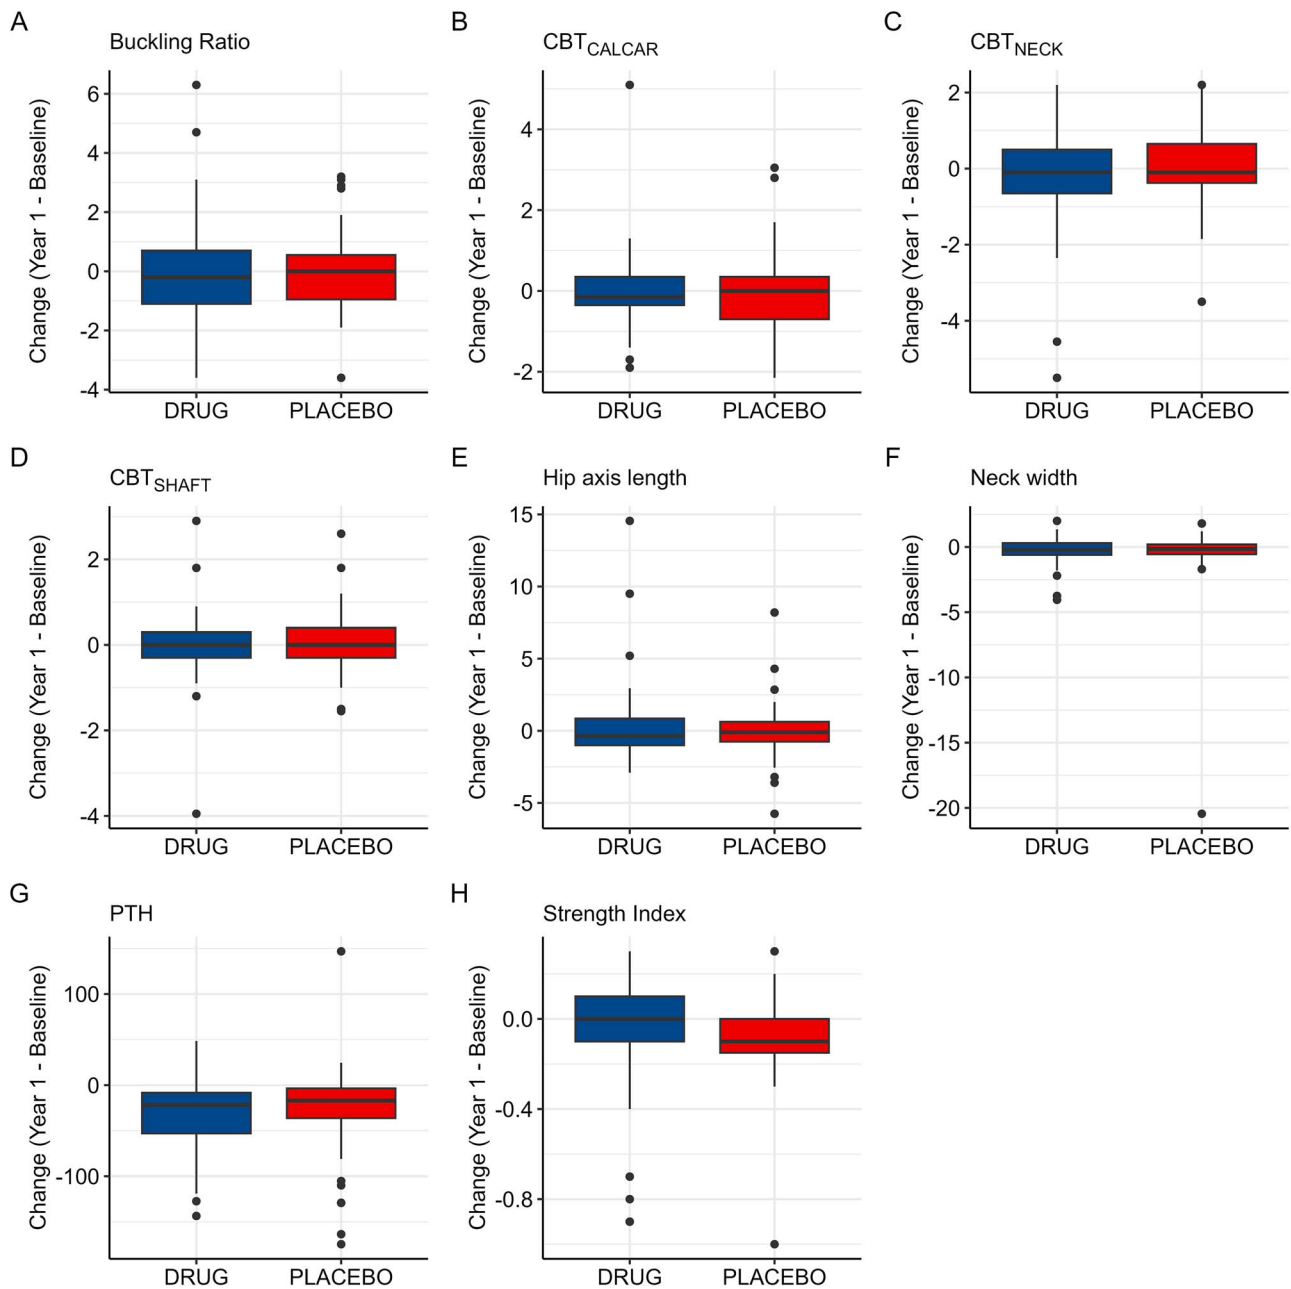 A
Buckling Ratio
Change (Year 1 - Baseline)
6
4
2
0
-2
-4
DRUG
PLACEBO
B
CBTCALCAR
Change (Year 1 - Baseline)
4
2
0
-2
DRUG
PLACEBO
C
CBTNECK
Change (Year 1 - Baseline)
2
0
-2
-4
DRUG
PLACEBO
D
CBTSHAFT
Change (Year 1 - Baseline)
2
0
-2
-4
DRUG
PLACEBO
E
Hip axis length
Change (Year 1 - Baseline)
15
10
5
0
-5
DRUG
PLACEBO
F
Neck width
Change (Year 1 - Baseline)
0
-5
-10
-15
-20
DRUG
PLACEBO
G
PTH
Change (Year 1 - Baseline)
100
0
-100
DRUG
PLACEBO
H
Strength Index
Change (Year 1 - Baseline)
0.0
-0.4
-0.8
DRUG
PLACEBO